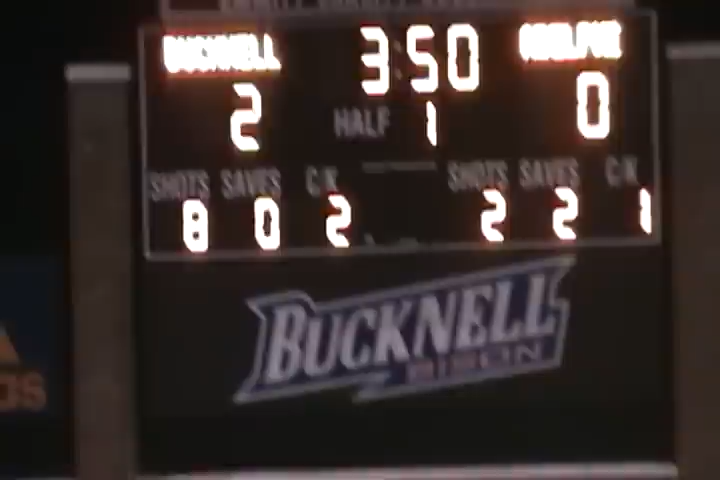 BUCKNELL 3:50
2 HALF 1 0
SHOTS SAVES C.K. SHOTS SAVES C.K.
8 0 2 2 2 1
BUCKNELL
BISON